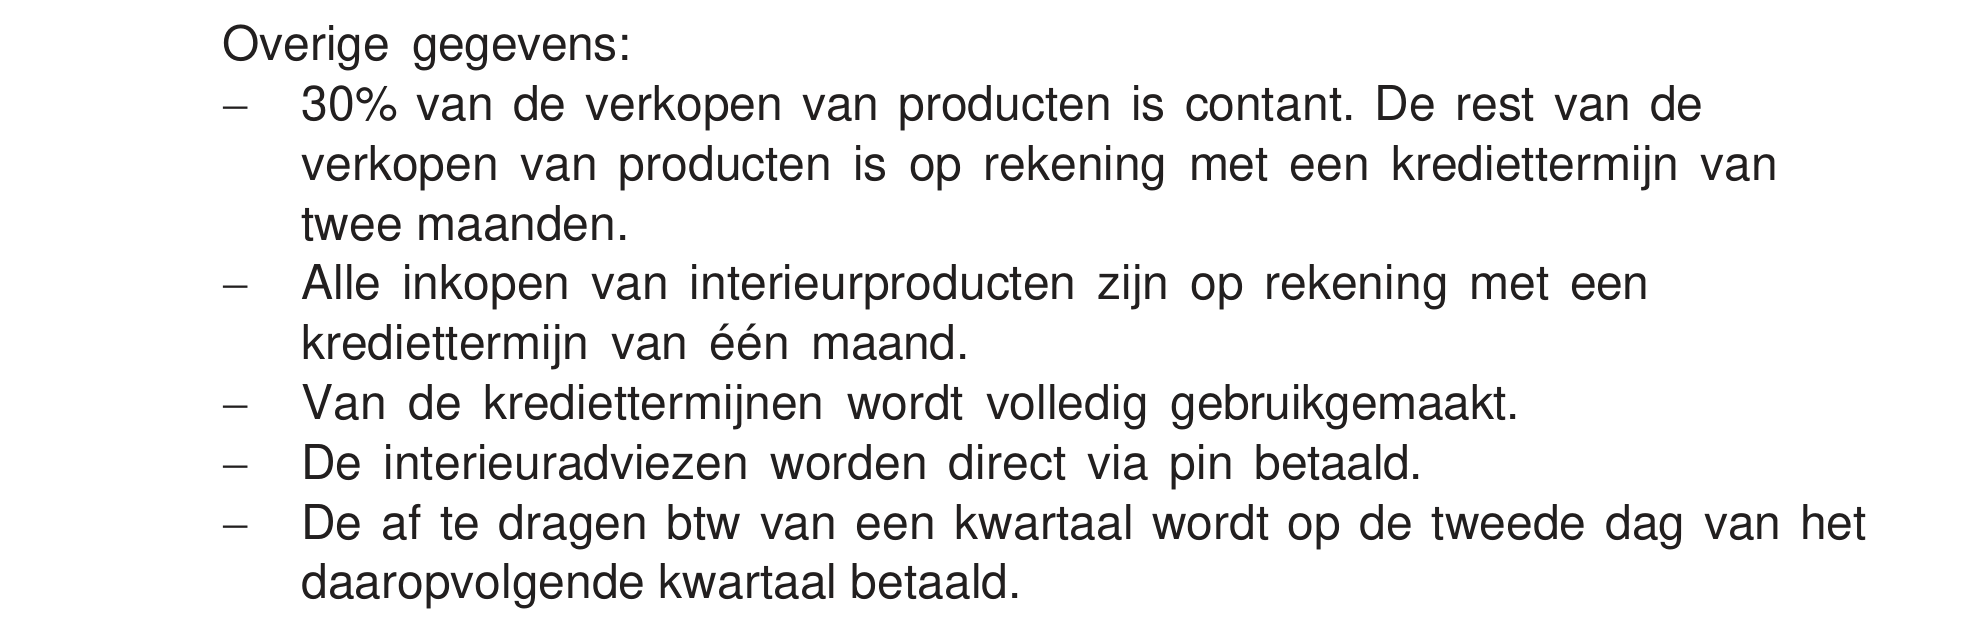 Overige gegevens:
– 30% van de verkopen van producten is contant. De rest van de
verkopen van producten is op rekening met een krediettermijn van
twee maanden.
– Alle inkopen van interieurproducten zijn op rekening met een
krediettermijn van één maand.
– Van de krediettermijnen wordt volledig gebruikgemaakt.
– De interieuradviezen worden direct via pin betaald.
– De af te dragen btw van een kwartaal wordt op de tweede dag van het
daaropvolgende kwartaal betaald.